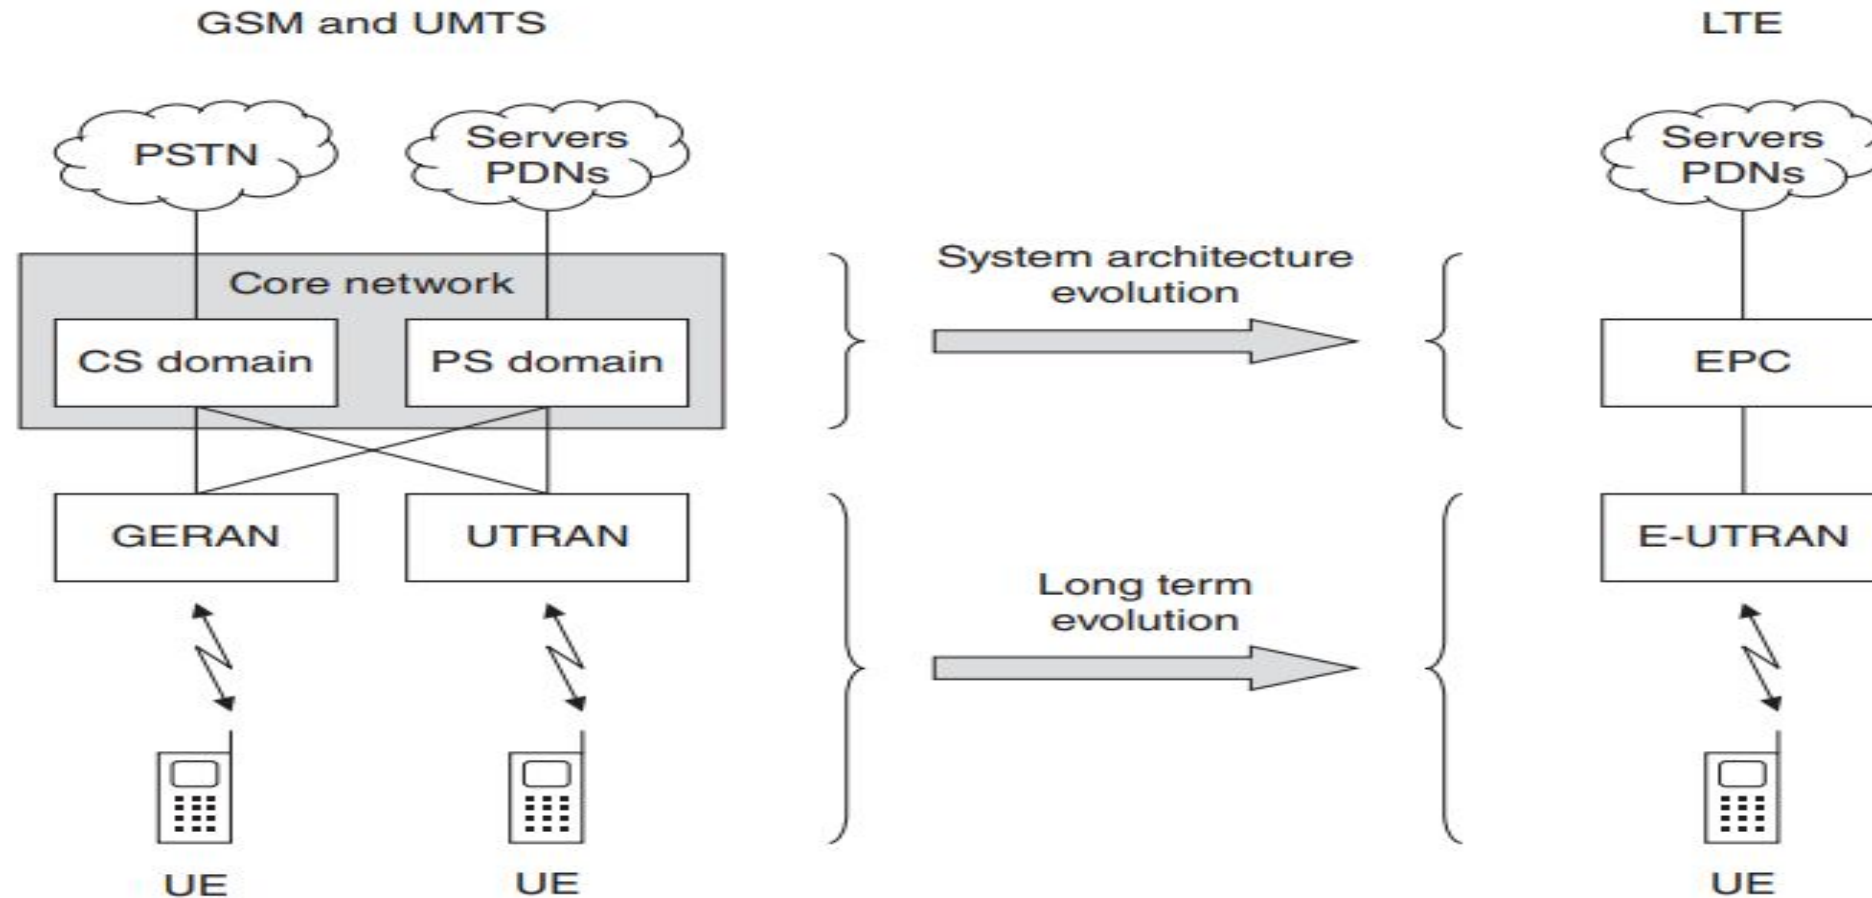 GSM and UMTS
LTE
PSTN
Servers
PDNs
Servers
PDNs
Core network
System architecture
evolution
CS domain
PS domain
EPC
GERAN
UTRAN
E-UTRAN
Long term
evolution
UE
UE
UE